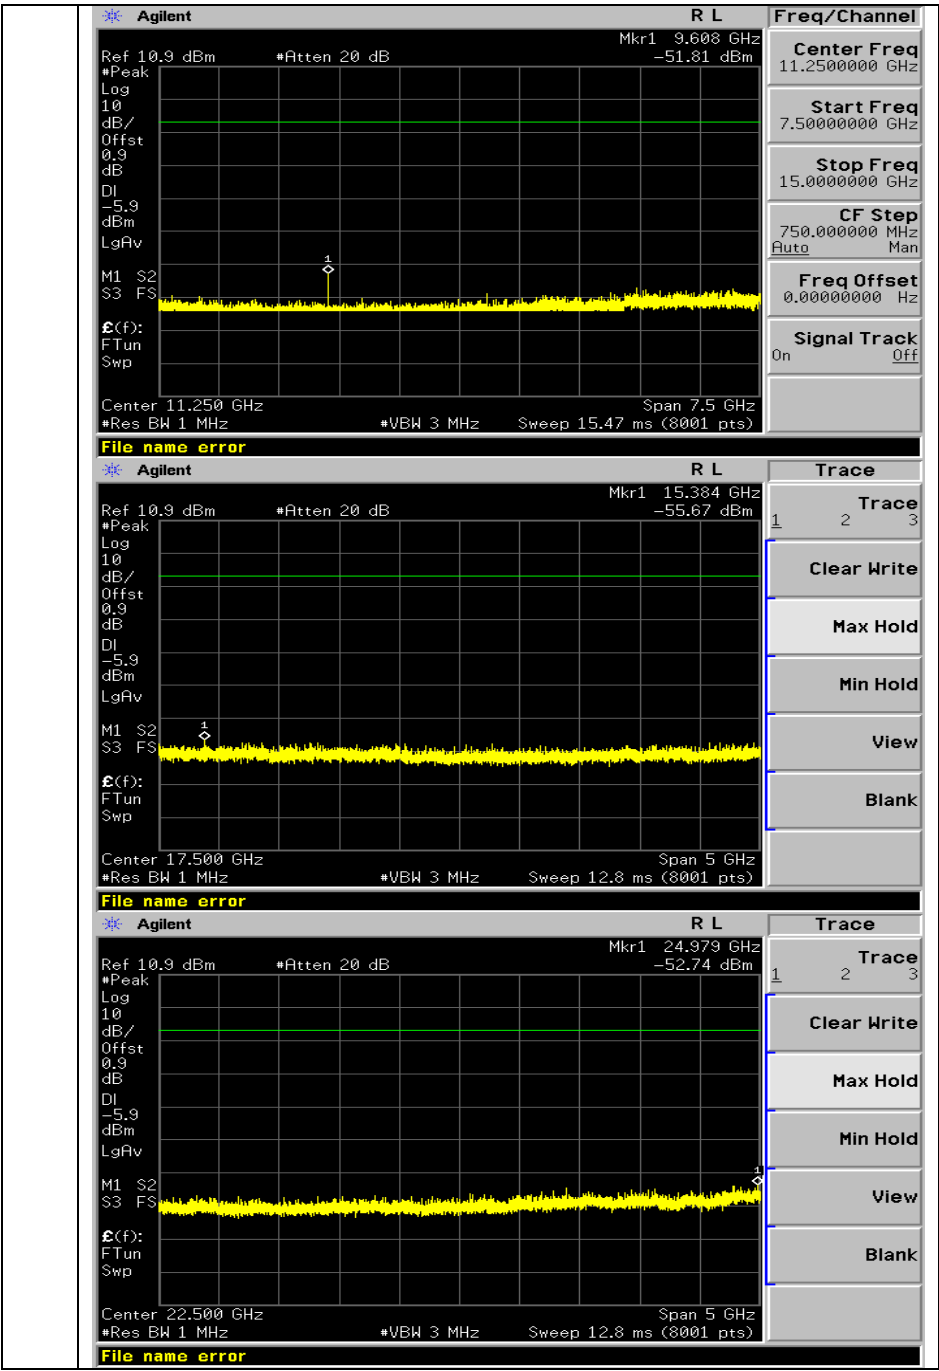 Agilent R L Freq/Channel
Mkr1 9.608 GHz
Ref 10.9 dBm #Atten 20 dB -51.81 dBm
#Peak
Log
10
dB/
Offst
0.9
dB
DI
-5.9
dBm
LgAv
1
M1 S2
S3 FS
£(f):
FTun
Swp
Center 11.250 GHz Span 7.5 GHz
#Res BW 1 MHz #VBW 3 MHz Sweep 15.47 ms (8001 pts)
File name error
Center Freq
11.2500000 GHz
Start Freq
7.50000000 GHz
Stop Freq
15.0000000 GHz
CF Step
750.000000 MHz
Auto Man
Freq Offset
0.00000000 Hz
Signal Track
On Off
Agilent R L Trace
Mkr1 15.384 GHz
Ref 10.9 dBm #Atten 20 dB -55.67 dBm
#Peak
Log
10
dB/
Offst
0.9
dB
DI
-5.9
dBm
LgAv
1
M1 S2
S3 FS
£(f):
FTun
Swp
Center 17.500 GHz Span 5 GHz
#Res BW 1 MHz #VBW 3 MHz Sweep 12.8 ms (8001 pts)
File name error
Trace
1 2 3
Clear Write
Max Hold
Min Hold
View
Blank
Agilent R L Trace
Mkr1 24.979 GHz
Ref 10.9 dBm #Atten 20 dB -52.74 dBm
#Peak
Log
10
dB/
Offst
0.9
dB
DI
-5.9
dBm
LgAv
1
M1 S2
S3 FS
£(f):
FTun
Swp
Center 22.500 GHz Span 5 GHz
#Res BW 1 MHz #VBW 3 MHz Sweep 12.8 ms (8001 pts)
File name error
Trace
1 2 3
Clear Write
Max Hold
Min Hold
View
Blank